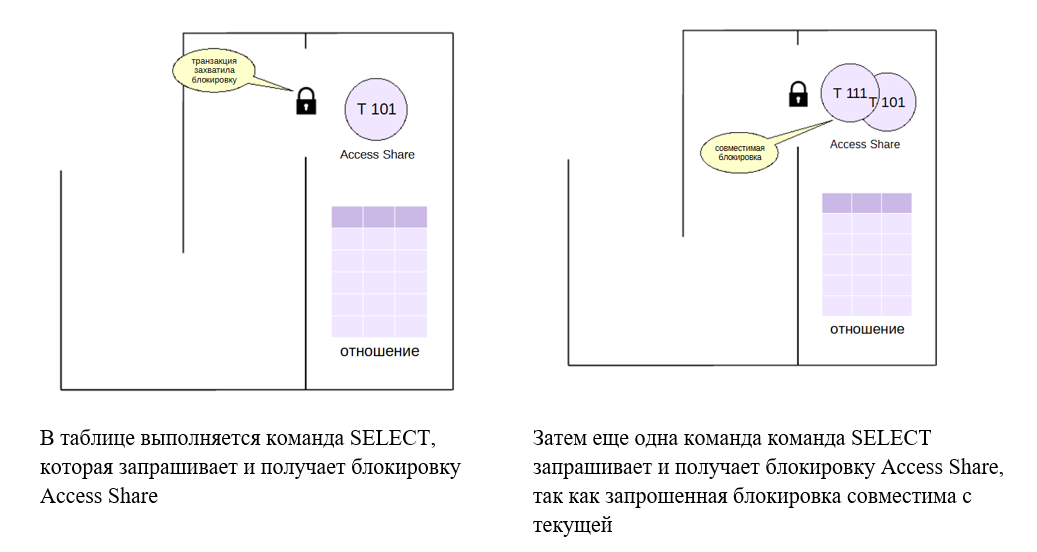 транзакция
захватила
блокировку
T 101
Access Share
отношение
В таблице выполняется команда SELECT,
которая запрашивает и получает блокировку
Access Share
T 111
T 101
совместимая
блокировка
Access Share
отношение
Затем еще одна команда команда SELECT
запрашивает и получает блокировку Access Share,
так как запрошенная блокировка совместима с
текущей